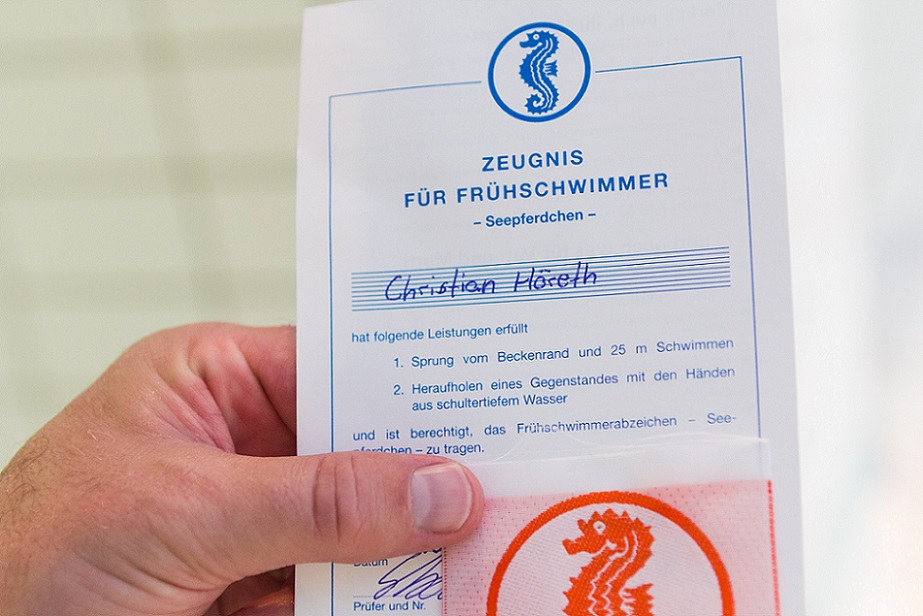 ZEUGNIS
FÜR FRÜHSCHWIMMER
– Seepferdchen –
Christian Höreth
hat folgende Leistungen erfüllt
1. Sprung vom Beckenrand und 25 m Schwimmen
2. Heraufholen eines Gegenstandes mit den Händen
aus schultertiefem Wasser
und ist berechtigt, das Frühschwimmerabzeichen – See-
pferdchen – zu tragen.
Datum
Prüfer und Nr.